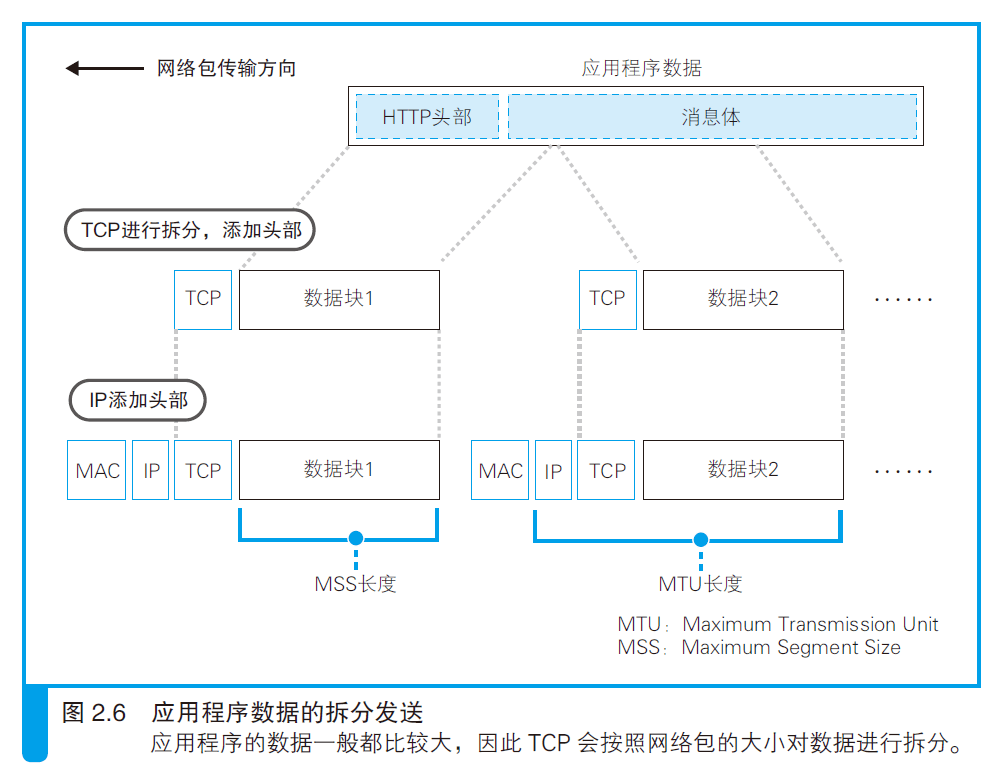 网络包传输方向
应用程序数据
HTTP头部 消息体
TCP进行拆分，添加头部
TCP 数据块1 TCP 数据块2 ······
IP添加头部
MAC IP TCP 数据块1 MAC IP TCP 数据块2 ······
MSS长度 MTU长度
MTU：Maximum Transmission Unit
MSS：Maximum Segment Size
图 2.6 应用程序数据的拆分发送
应用程序的数据一般都比较大，因此 TCP 会按照网络包的大小对数据进行拆分。